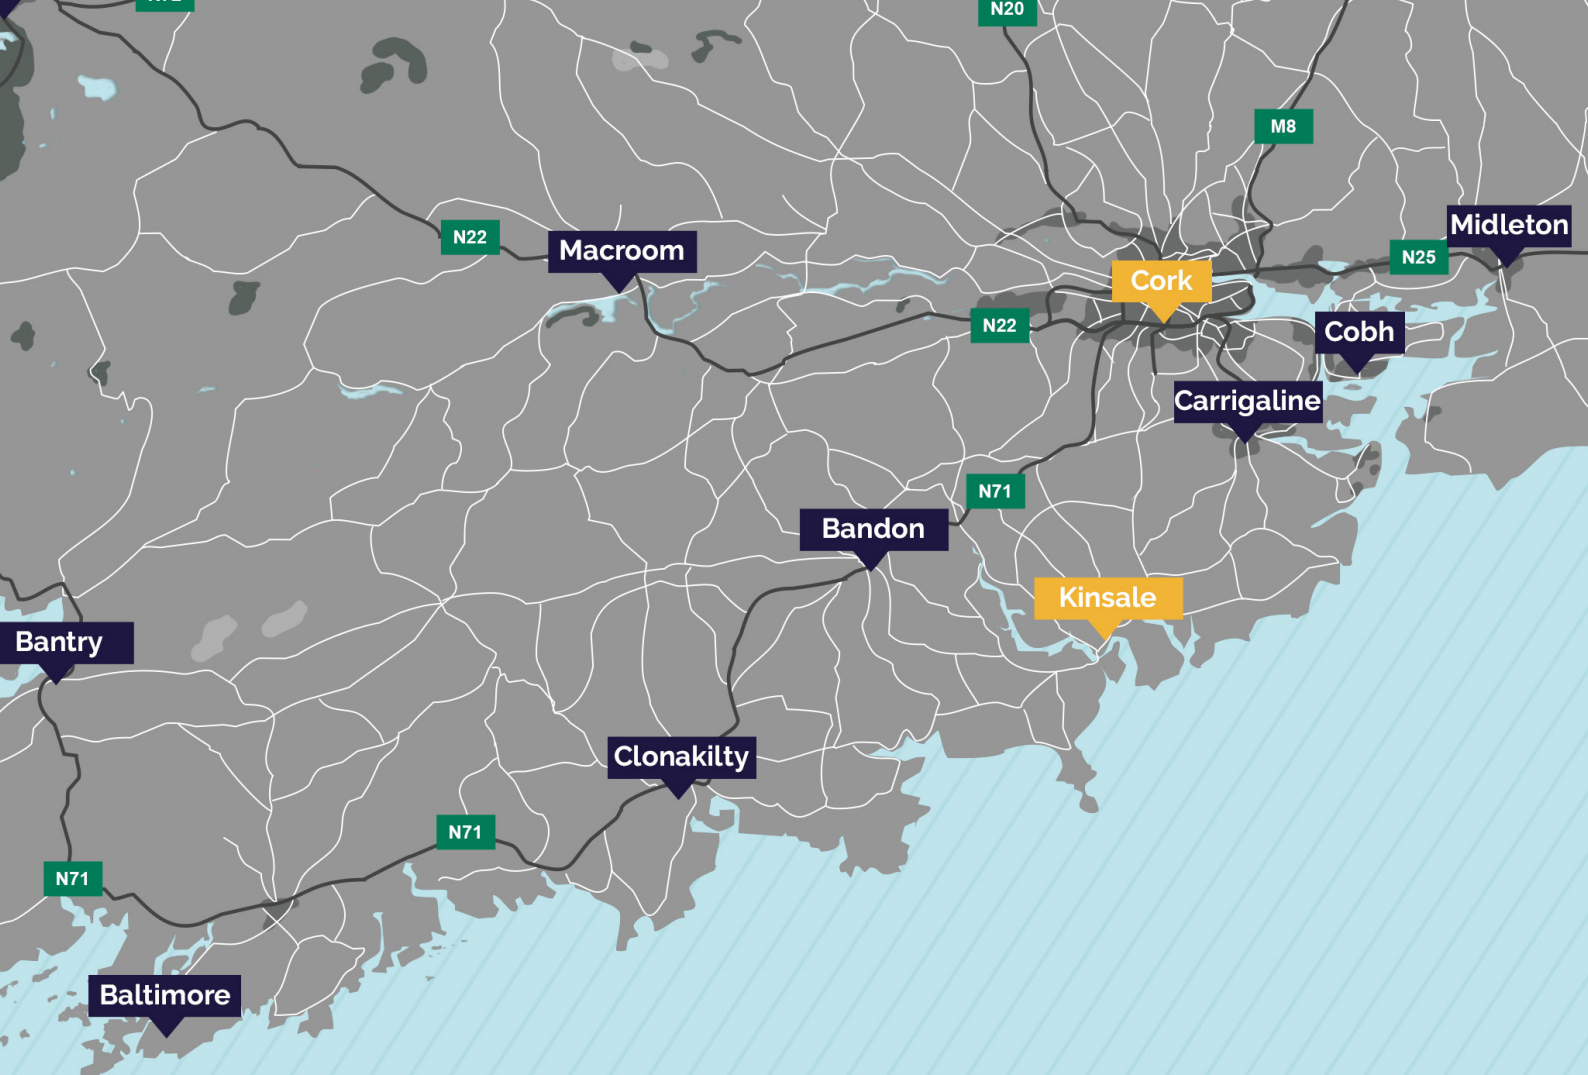 N20
M8
Midleton
N22
Macroom
N25
Cork
N22
Cobh
Carrigaline
N71
Bandon
Kinsale
Bantry
Clonakilty
N71
N71
Baltimore